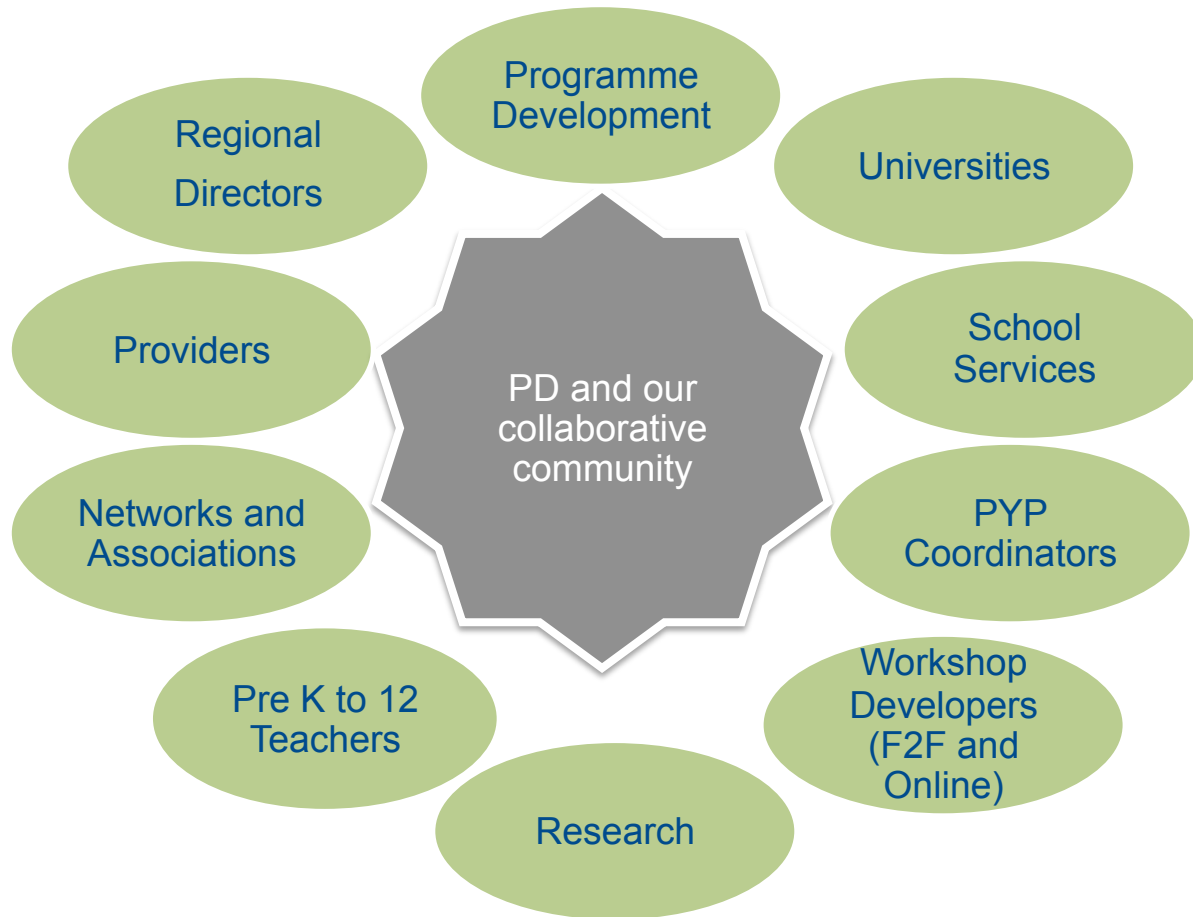 Programme
Development
Regional
Directors
Universities
Providers
School
Services
PD and our
collaborative
community
Networks and
Associations
PYP
Coordinators
Pre K to 12
Teachers
Workshop
Developers
(F2F and
Online)
Research